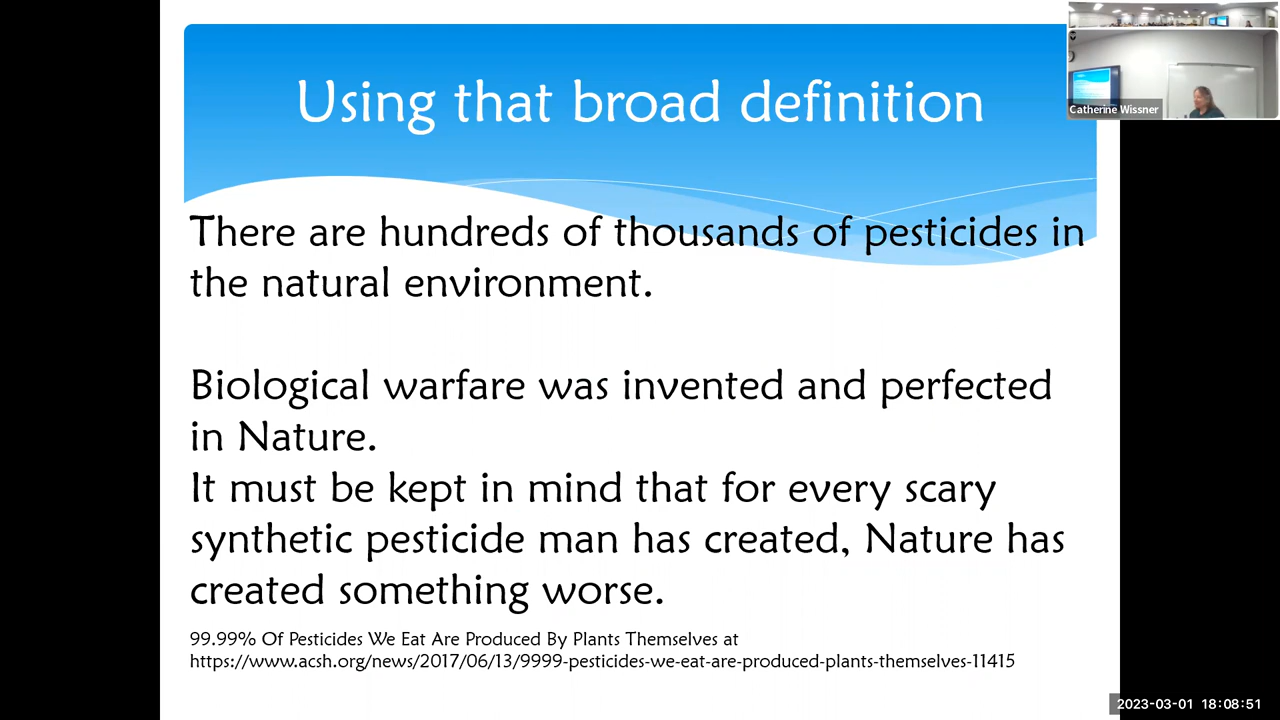 Using that broad definition
Catherine Wissner
There are hundreds of thousands of pesticides in
the natural environment.
Biological warfare was invented and perfected
in Nature.
It must be kept in mind that for every scary
synthetic pesticide man has created, Nature has
created something worse.
99.99% Of Pesticides We Eat Are Produced By Plants Themselves at
https://www.acsh.org/news/2017/06/13/9999-pesticides-we-eat-are-produced-plants-themselves-11415
2023-03-01 18:08:51